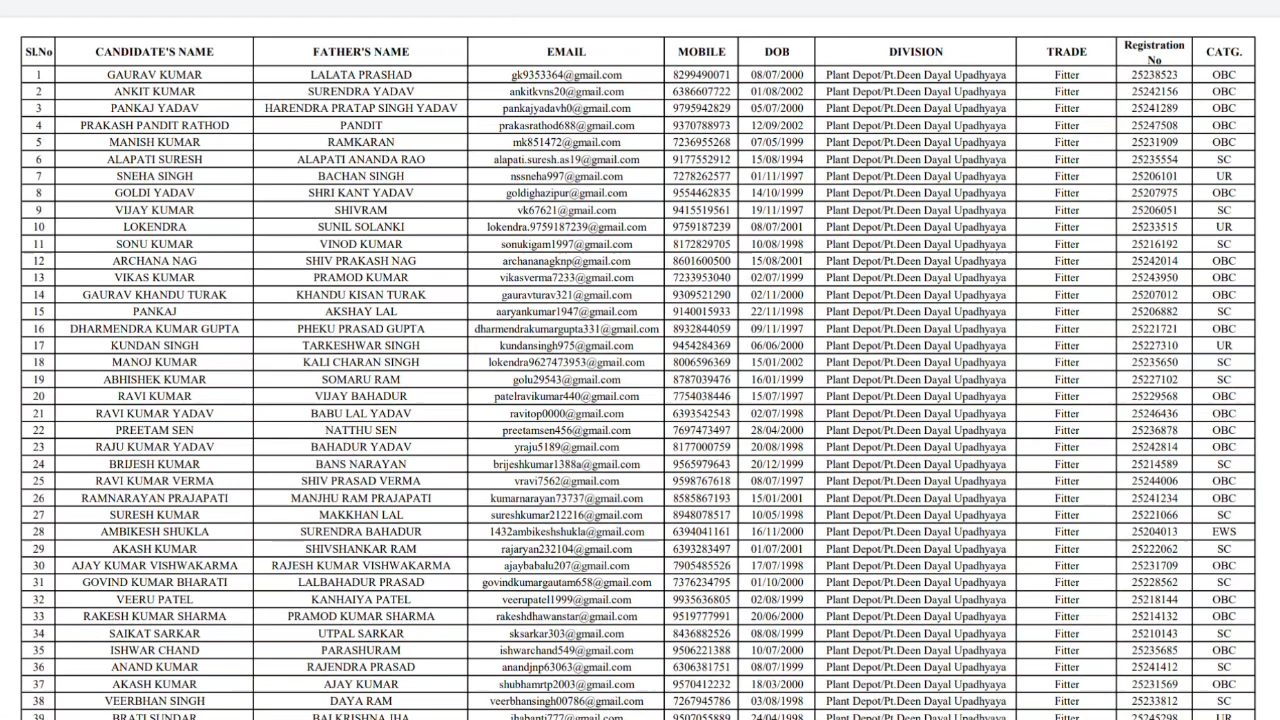 Sl.No CANDIDATE'S NAME FATHER'S NAME EMAIL MOBILE DOB DIVISION TRADE Registration No CATG.
1 GAURAV KUMAR LALATA PRASHAD gk9353364@gmail.com 8299490071 08/07/2000 Plant Depot/Pt.Deen Dayal Upadhyaya Fitter 25238523 OBC
2 ANKIT KUMAR SURENDRA YADAV ankitkvns20@gmail.com 6386607722 01/08/2002 Plant Depot/Pt.Deen Dayal Upadhyaya Fitter 25242156 OBC
3 PANKAJ YADAV HARENDRA PRATAP SINGH YADAV pankajyadavh0@gmail.com 9795942829 05/07/2000 Plant Depot/Pt.Deen Dayal Upadhyaya Fitter 25241289 OBC
4 PRAKASH PANDIT RATHOD PANDIT prakasrathod688@gmail.com 9370788973 12/09/2002 Plant Depot/Pt.Deen Dayal Upadhyaya Fitter 25247508 OBC
5 MANISH KUMAR RAMKARAN mk851472@gmail.com 7236955268 07/05/1999 Plant Depot/Pt.Deen Dayal Upadhyaya Fitter 25231909 OBC
6 ALAPATI SURESH ALAPATI ANANDA RAO alapati.suresh.as19@gmail.com 9177552912 15/08/1994 Plant Depot/Pt.Deen Dayal Upadhyaya Fitter 25235554 SC
7 SNEHA SINGH BACHAN SINGH nssneha997@gmail.com 7278262577 01/11/1997 Plant Depot/Pt.Deen Dayal Upadhyaya Fitter 25206101 UR
8 GOLDI YADAV SHRI KANT YADAV goldighazipur@gmail.com 9554462835 14/10/1999 Plant Depot/Pt.Deen Dayal Upadhyaya Fitter 25207975 OBC
9 VIJAY KUMAR SHIVRAM vk67621@gmail.com 9415519561 19/11/1997 Plant Depot/Pt.Deen Dayal Upadhyaya Fitter 25206051 SC
10 LOKENDRA SUNIL SOLANKI lokendra.9759187239@gmail.com 9759187239 08/07/2001 Plant Depot/Pt.Deen Dayal Upadhyaya Fitter 25233515 UR
11 SONU KUMAR VINOD KUMAR sonukigam1997@gmail.com 8172829705 10/08/1998 Plant Depot/Pt.Deen Dayal Upadhyaya Fitter 25216192 SC
12 ARCHANA NAG SHIV PRAKASH NAG archananagknp@gmail.com 8601600500 15/08/2001 Plant Depot/Pt.Deen Dayal Upadhyaya Fitter 25242014 OBC
13 VIKAS KUMAR PRAMOD KUMAR vikasverma7233@gmail.com 7233953040 02/07/1999 Plant Depot/Pt.Deen Dayal Upadhyaya Fitter 25243950 OBC
14 GAURAV KHANDU TURAK KHANDU KISAN TURAK gauravturav321@gmail.com 9309521290 02/11/2000 Plant Depot/Pt.Deen Dayal Upadhyaya Fitter 25207012 OBC
15 PANKAJ AKSHAY LAL aaryankumar1947@gmail.com 9140015933 22/11/1998 Plant Depot/Pt.Deen Dayal Upadhyaya Fitter 25206882 SC
16 DHARMENDRA KUMAR GUPTA PHEKU PRASAD GUPTA dharmendrakumargupta331@gmail.com 8932844059 09/11/1997 Plant Depot/Pt.Deen Dayal Upadhyaya Fitter 25221721 OBC
17 KUNDAN SINGH TARKESHWAR SINGH kundansingh975@gmail.com 9454284369 06/06/2000 Plant Depot/Pt.Deen Dayal Upadhyaya Fitter 25227310 UR
18 MANOJ KUMAR KALI CHARAN SINGH lokendra9627473953@gmail.com 8006596369 15/01/2002 Plant Depot/Pt.Deen Dayal Upadhyaya Fitter 25235650 SC
19 ABHISHEK KUMAR SOMARU RAM golu29543@gmail.com 8787039476 16/01/1999 Plant Depot/Pt.Deen Dayal Upadhyaya Fitter 25227102 SC
20 RAVI KUMAR VIJAY BAHADUR patelravikumar440@gmail.com 7754038446 15/07/1997 Plant Depot/Pt.Deen Dayal Upadhyaya Fitter 25229568 OBC
21 RAVI KUMAR YADAV BABU LAL YADAV ravitop0000@gmail.com 6393542543 02/07/1998 Plant Depot/Pt.Deen Dayal Upadhyaya Fitter 25246436 OBC
22 PREETAM SEN NATTHU SEN preetamsen456@gmail.com 7697473497 28/04/2000 Plant Depot/Pt.Deen Dayal Upadhyaya Fitter 25236878 OBC
23 RAJU KUMAR YADAV BAHADUR YADAV yraju5189@gmail.com 8177000759 20/08/1998 Plant Depot/Pt.Deen Dayal Upadhyaya Fitter 25242814 OBC
24 BRIJESH KUMAR BANS NARAYAN brijeshkumar1388a@gmail.com 9565979643 20/12/1999 Plant Depot/Pt.Deen Dayal Upadhyaya Fitter 25214589 SC
25 RAVI KUMAR VERMA SHIV PRASAD VERMA vravi7562@gmail.com 9598767618 08/07/1997 Plant Depot/Pt.Deen Dayal Upadhyaya Fitter 25244006 OBC
26 RAMNARAYAN PRAJAPATI MANJHU RAM PRAJAPATI kumarnarayan73737@gmail.com 8585867193 15/01/2001 Plant Depot/Pt.Deen Dayal Upadhyaya Fitter 25241234 OBC
27 SURESH KUMAR MAKKHAN LAL sureshkumar212216@gmail.com 8948078517 10/05/1998 Plant Depot/Pt.Deen Dayal Upadhyaya Fitter 25221066 SC
28 AMBIKESH SHUKLA SURENDRA BAHADUR 1432ambikeshshukla@gmail.com 6394041161 16/11/2000 Plant Depot/Pt.Deen Dayal Upadhyaya Fitter 25204013 EWS
29 AKASH KUMAR SHIVSHANKAR RAM rajaryan232104@gmail.com 6393283497 01/07/2001 Plant Depot/Pt.Deen Dayal Upadhyaya Fitter 25222062 SC
30 AJAY KUMAR VISHWAKARMA RAJESH KUMAR VISHWAKARMA ajaybabalu207@gmail.com 7905485526 17/07/1998 Plant Depot/Pt.Deen Dayal Upadhyaya Fitter 25231709 OBC
31 GOVIND KUMAR BHARATI LALBAHADUR PRASAD govindkumargautam658@gmail.com 7376234795 01/10/2000 Plant Depot/Pt.Deen Dayal Upadhyaya Fitter 25228562 SC
32 VEERU PATEL KANHAIYA PATEL veerupatel1999@gmail.com 9935636805 02/08/1999 Plant Depot/Pt.Deen Dayal Upadhyaya Fitter 25218144 OBC
33 RAKESH KUMAR SHARMA PRAMOD KUMAR SHARMA rakeshdhawanstar@gmail.com 9519777991 20/06/2000 Plant Depot/Pt.Deen Dayal Upadhyaya Fitter 25214132 OBC
34 SAIKAT SARKAR UTPAL SARKAR sksarkar303@gmail.com 8436882526 08/08/1999 Plant Depot/Pt.Deen Dayal Upadhyaya Fitter 25210143 SC
35 ISHWAR CHAND PARASHURAM ishwarchand549@gmail.com 9506221388 10/07/2000 Plant Depot/Pt.Deen Dayal Upadhyaya Fitter 25235685 OBC
36 ANAND KUMAR RAJENDRA PRASAD anandjnp63063@gmail.com 6306381751 08/07/1999 Plant Depot/Pt.Deen Dayal Upadhyaya Fitter 25241412 SC
37 AKASH KUMAR AJAY KUMAR shubhamrtp2003@gmail.com 9570412232 18/03/2000 Plant Depot/Pt.Deen Dayal Upadhyaya Fitter 25231569 OBC
38 VEERBHAN SINGH DAYA RAM veerbhansingh00786@gmail.com 7267945786 03/08/1998 Plant Depot/Pt.Deen Dayal Upadhyaya Fitter 25233812 SC
39 BRATI SUNDAR BALKRISHNA JHA jhabanti777@gmail.com 9507055889 24/04/1998 Plant Depot/Pt.Deen Dayal Upadhyaya Fitter 25245298 UR